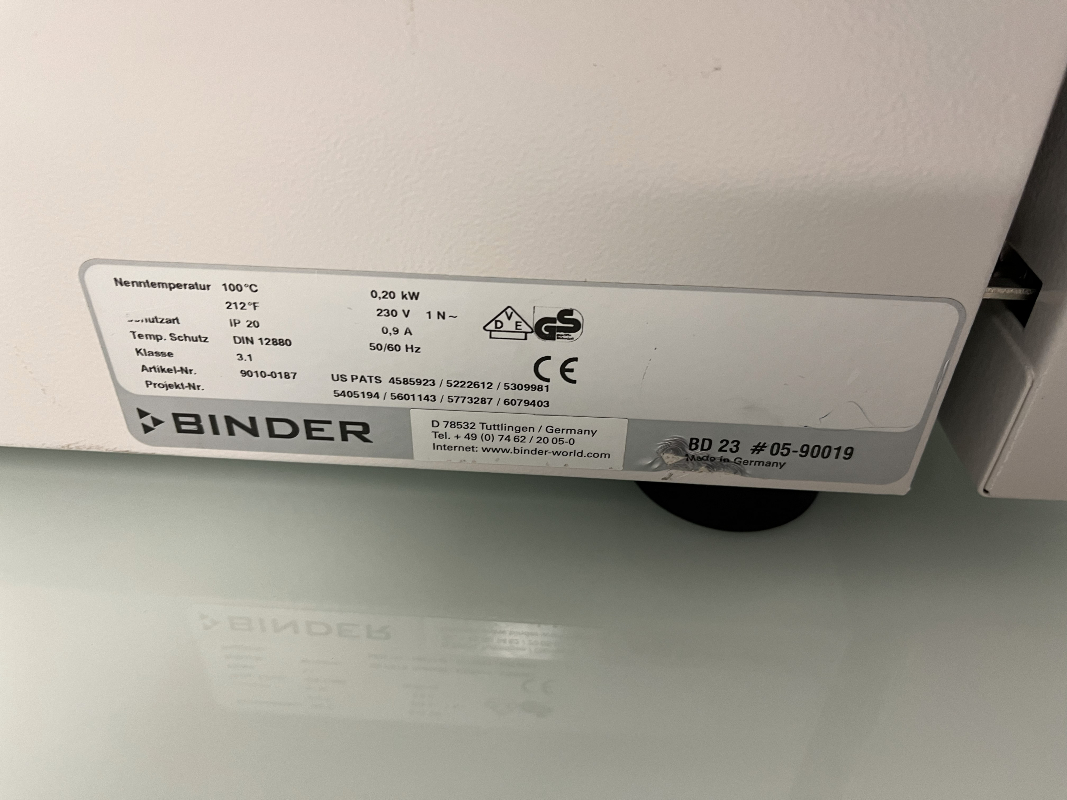 Nenntemperatur 100°C 0,20 kW
212°F 230 V 1 N~
IP 20 0,9 A
Temp. Schutz DIN 12880 50/60 Hz
Klasse 3.1
Artikel-Nr. 9010-0187
Projekt-Nr.
V
D E
GS
CE
US PATS 4585923 / 5222612 / 5309981
5405194 / 5601143 / 5773287 / 6079403
BINDER
D 78532 Tuttlingen / Germany
Tel. + 49 (0) 74 62 / 20 05-0
Internet: www.binder-world.com
BD 23 # 05-90019
Made in Germany